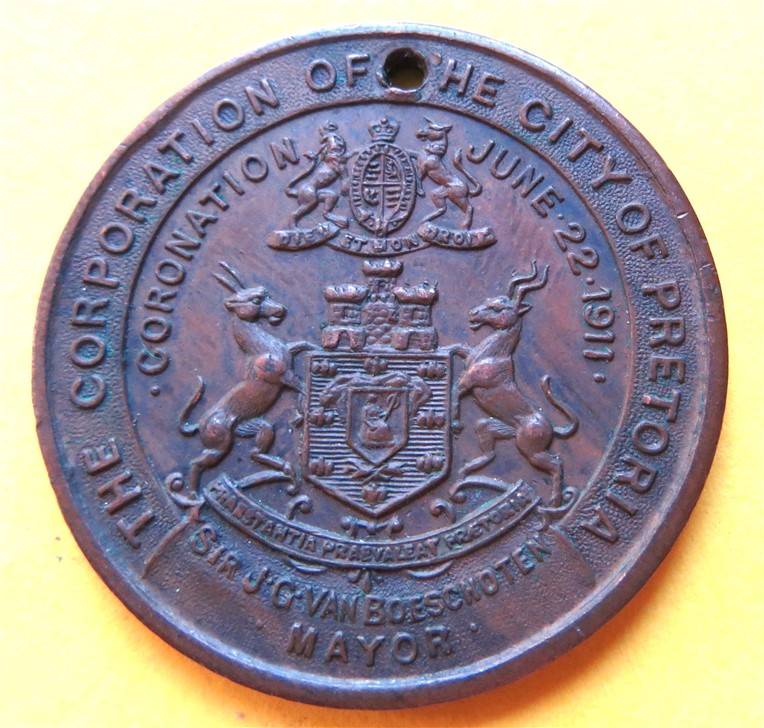 THE CORPORATION OF THE CITY OF PRETORIA
CORONATION JUNE·22·1911·
DIEU ET MON DROIT
PRAESTANTIA PRAEVALEAT PRETORIA
SIR J·G·VAN BOESCHOTEN
·MAYOR·